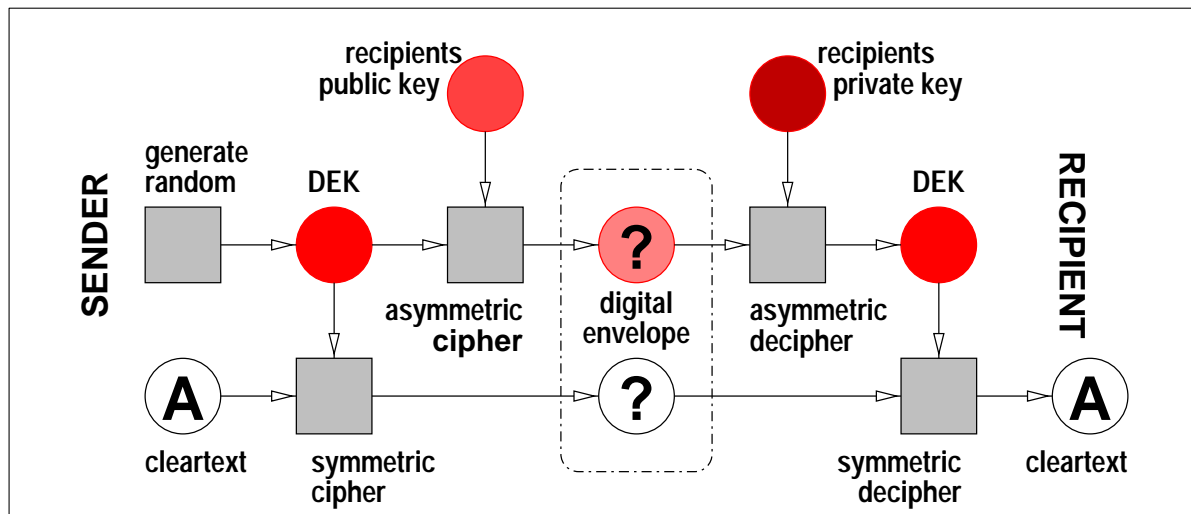 recipients
public key
recipients
private key
generate
random
DEK
DEK
SENDER
RECIPIENT
?
asymmetric
cipher
digital
envelope
asymmetric
decipher
A
?
A
cleartext
symmetric
cipher
symmetric
decipher
cleartext